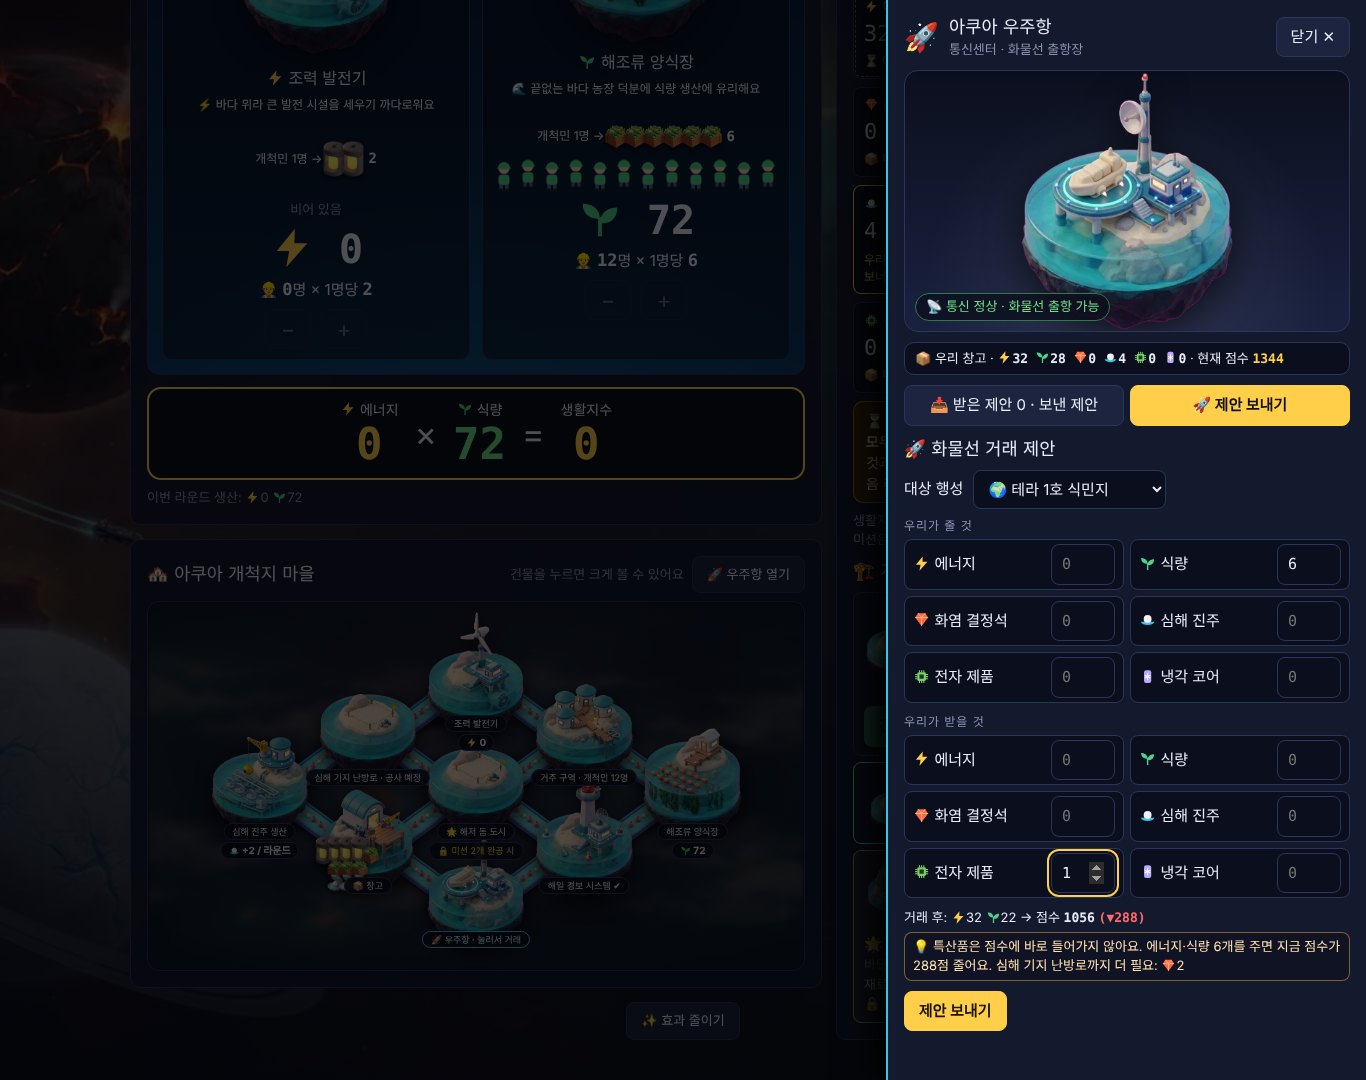 조력 발전기
바다 위라 큰 발전 시설을 세우기 까다로워요
개척민 1명 → 2
비어 있음
0
0명 × 1명당 2
− +
해조류 양식장
끝없는 바다 농장 덕분에 식량 생산에 유리해요
개척민 1명 → 6
72
12명 × 1명당 6
− +
에너지 식량 생활지수
0 × 72 = 0
이번 라운드 생산: 0 72
아쿠아 개척지 마을
건물을 누르면 크게 볼 수 있어요
우주항 열기
조력 발전기
0
심해 기지 난방로 · 공사 예정
거주 구역 · 개척민 12명
심해 진주 생산
+2 / 라운드
해저 돔 도시
미션 2개 완공 시
해조류 양식장
72
창고
해일 경보 시스템 ✓
우주항 · 눌러서 거래
효과 줄이기
아쿠아 우주항
통신센터 · 화물선 출항장
닫기 ✕
통신 정상 · 화물선 출항 가능
우리 창고 · 32 28 0 4 0 0 · 현재 점수 1344
받은 제안 0 · 보낸 제안
제안 보내기
화물선 거래 제안
대상 행성
테라 1호 식민지
우리가 줄 것
에너지 0
식량 6
화염 결정석 0
심해 진주 0
전자 제품 0
냉각 코어 0
우리가 받을 것
에너지 0
식량 0
화염 결정석 0
심해 진주 0
전자 제품 1
냉각 코어 0
거래 후: 32 22 → 점수 1056 (▼288)
특산품은 점수에 바로 들어가지 않아요. 에너지·식량 6개를 주면 지금 점수가
288점 줄어요. 심해 기지 난방로까지 더 필요: 2
제안 보내기